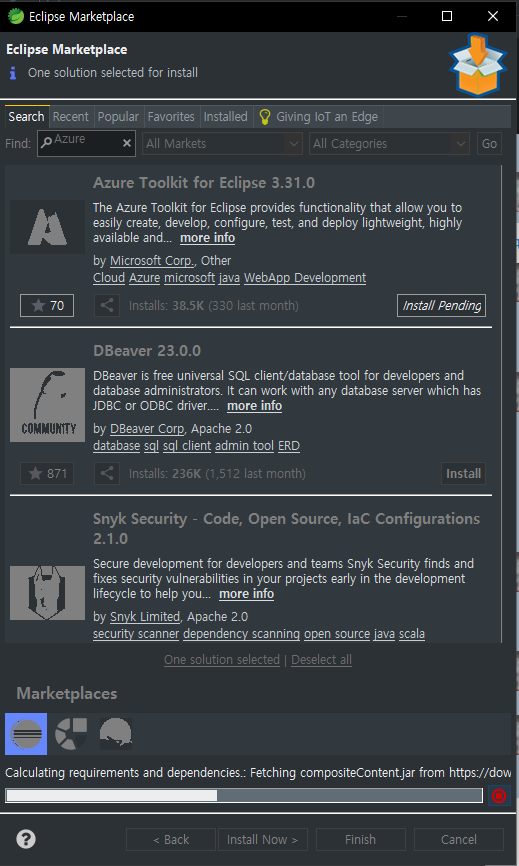 Eclipse Marketplace
Eclipse Marketplace
One solution selected for install
Search Recent Popular Favorites Installed Giving IoT an Edge
Find: Azure All Markets All Categories Go
Azure Toolkit for Eclipse 3.31.0
The Azure Toolkit for Eclipse provides functionality that allow you to
easily create, develop, configure, test, and deploy lightweight, highly
available and... more info
by Microsoft Corp., Other
Cloud Azure microsoft java WebApp Development
70 Installs: 38.5K (330 last month) Install Pending
DBeaver 23.0.0
DBeaver is free universal SQL client/database tool for developers and
database administrators. It can work with any database server which has
JDBC or ODBC driver.... more info
COMMUNITY
by DBeaver Corp, Apache 2.0
database sql sql client admin tool ERD
871 Installs: 236K (1,512 last month) Install
Snyk Security - Code, Open Source, IaC Configurations
2.1.0
Secure development for developers and teams Snyk Security finds and
fixes security vulnerabilities in your projects early in the development
lifecycle to help you... more info
by Snyk Limited, Apache 2.0
security scanner dependency scanning open source java scala
One solution selected | Deselect all
Marketplaces
Calculating requirements and dependencies.: Fetching compositeContent.jar from https://dow
? < Back Install Now > Finish Cancel